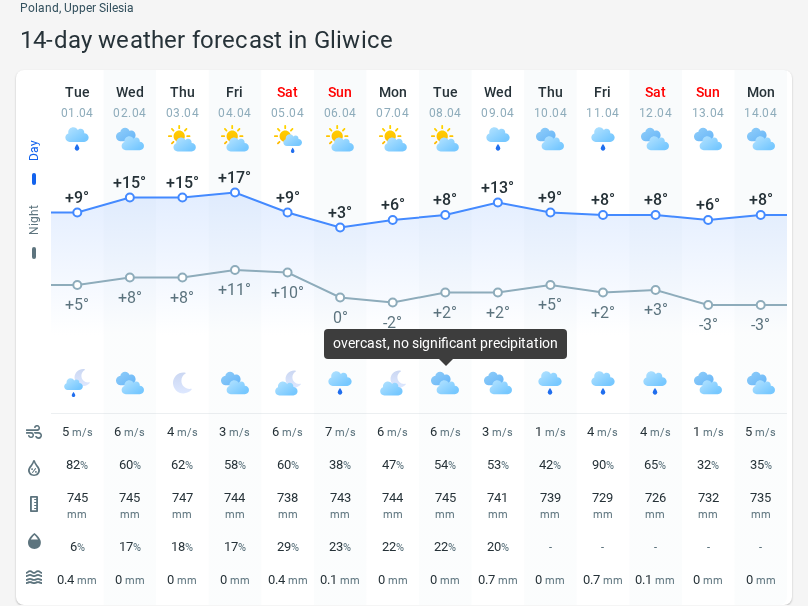 Poland, Upper Silesia
14-day weather forecast in Gliwice
Tue Wed Thu Fri Sat Sun Mon Tue Wed Thu Fri Sat Sun Mon
01.04 02.04 03.04 04.04 05.04 06.04 07.04 08.04 09.04 10.04 11.04 12.04 13.04 14.04
Day
+9° +15° +15° +17° +9° +3° +6° +8° +13° +9° +8° +8° +6° +8°
Night
+5° +8° +8° +11° +10° 0° -2° +2° +2° +5° +2° +3° -3° -3°
overcast, no significant precipitation
5 m/s 6 m/s 4 m/s 3 m/s 6 m/s 7 m/s 6 m/s 6 m/s 3 m/s 1 m/s 4 m/s 4 m/s 1 m/s 5 m/s
82% 60% 62% 58% 60% 38% 47% 54% 53% 42% 90% 65% 32% 35%
745 745 747 744 738 743 744 745 741 739 729 726 732 735
mm mm mm mm mm mm mm mm mm mm mm mm mm mm
6% 17% 18% 17% 29% 23% 22% 22% 20% - - - - -
0.4 mm 0 mm 0 mm 0 mm 0.4 mm 0.1 mm 0 mm 0 mm 0.7 mm 0 mm 0.7 mm 0.1 mm 0 mm 0 mm